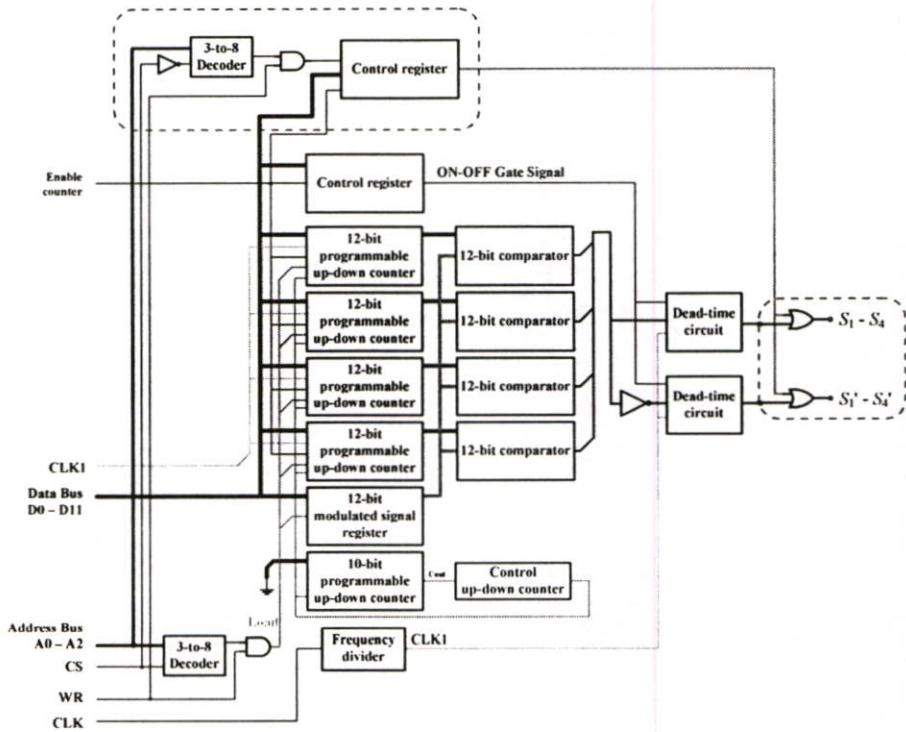 3-to-8
Decoder
Control register
Enable
counter
Control register
ON-OFF Gate Signal
12-bit
programmable
up-down counter
12-bit comparator
12-bit
programmable
up-down counter
12-bit comparator
12-bit
programmable
up-down counter
12-bit comparator
12-bit
programmable
up-down counter
12-bit comparator
Dead-time
circuit
S1 - S4
Dead-time
circuit
S1' - S4'
CLK1
Data Bus
D0 – D11
12-bit
modulated signal
register
10-bit
programmable
up-down counter
Cout
Control
up-down counter
Load
Address Bus
A0 – A2
CS
3-to-8
Decoder
Frequency
divider
CLK1
WR
CLK